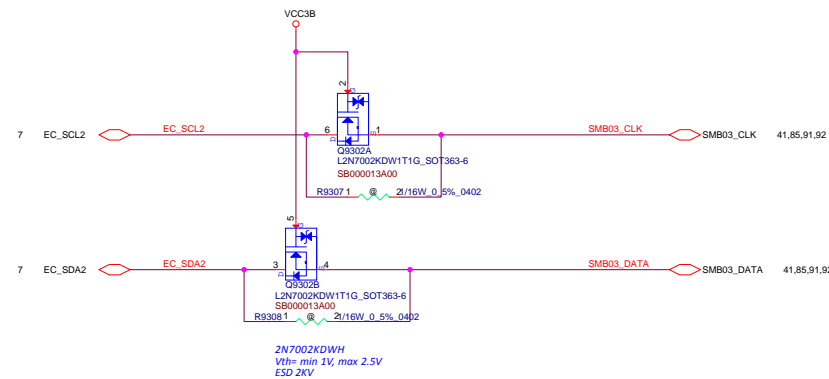 VCC3B
2
G
7 EC_SCL2 EC_SCL2 6 1 SMB03_CLK SMB03_CLK 41,85,91,92
D S
Q9302A
L2N7002KDW1T1G_SOT363-6
SB000013A00
R9307 1 @ 2 1/16W_0_5%_0402
5
G
7 EC_SDA2 EC_SDA2 3 4 SMB03_DATA SMB03_DATA 41,85,91,92
D S
Q9302B
L2N7002KDW1T1G_SOT363-6
SB000013A00
R9308 1 @ 2 1/16W_0_5%_0402
2N7002KDWH
Vth= min 1V, max 2.5V
ESD 2KV